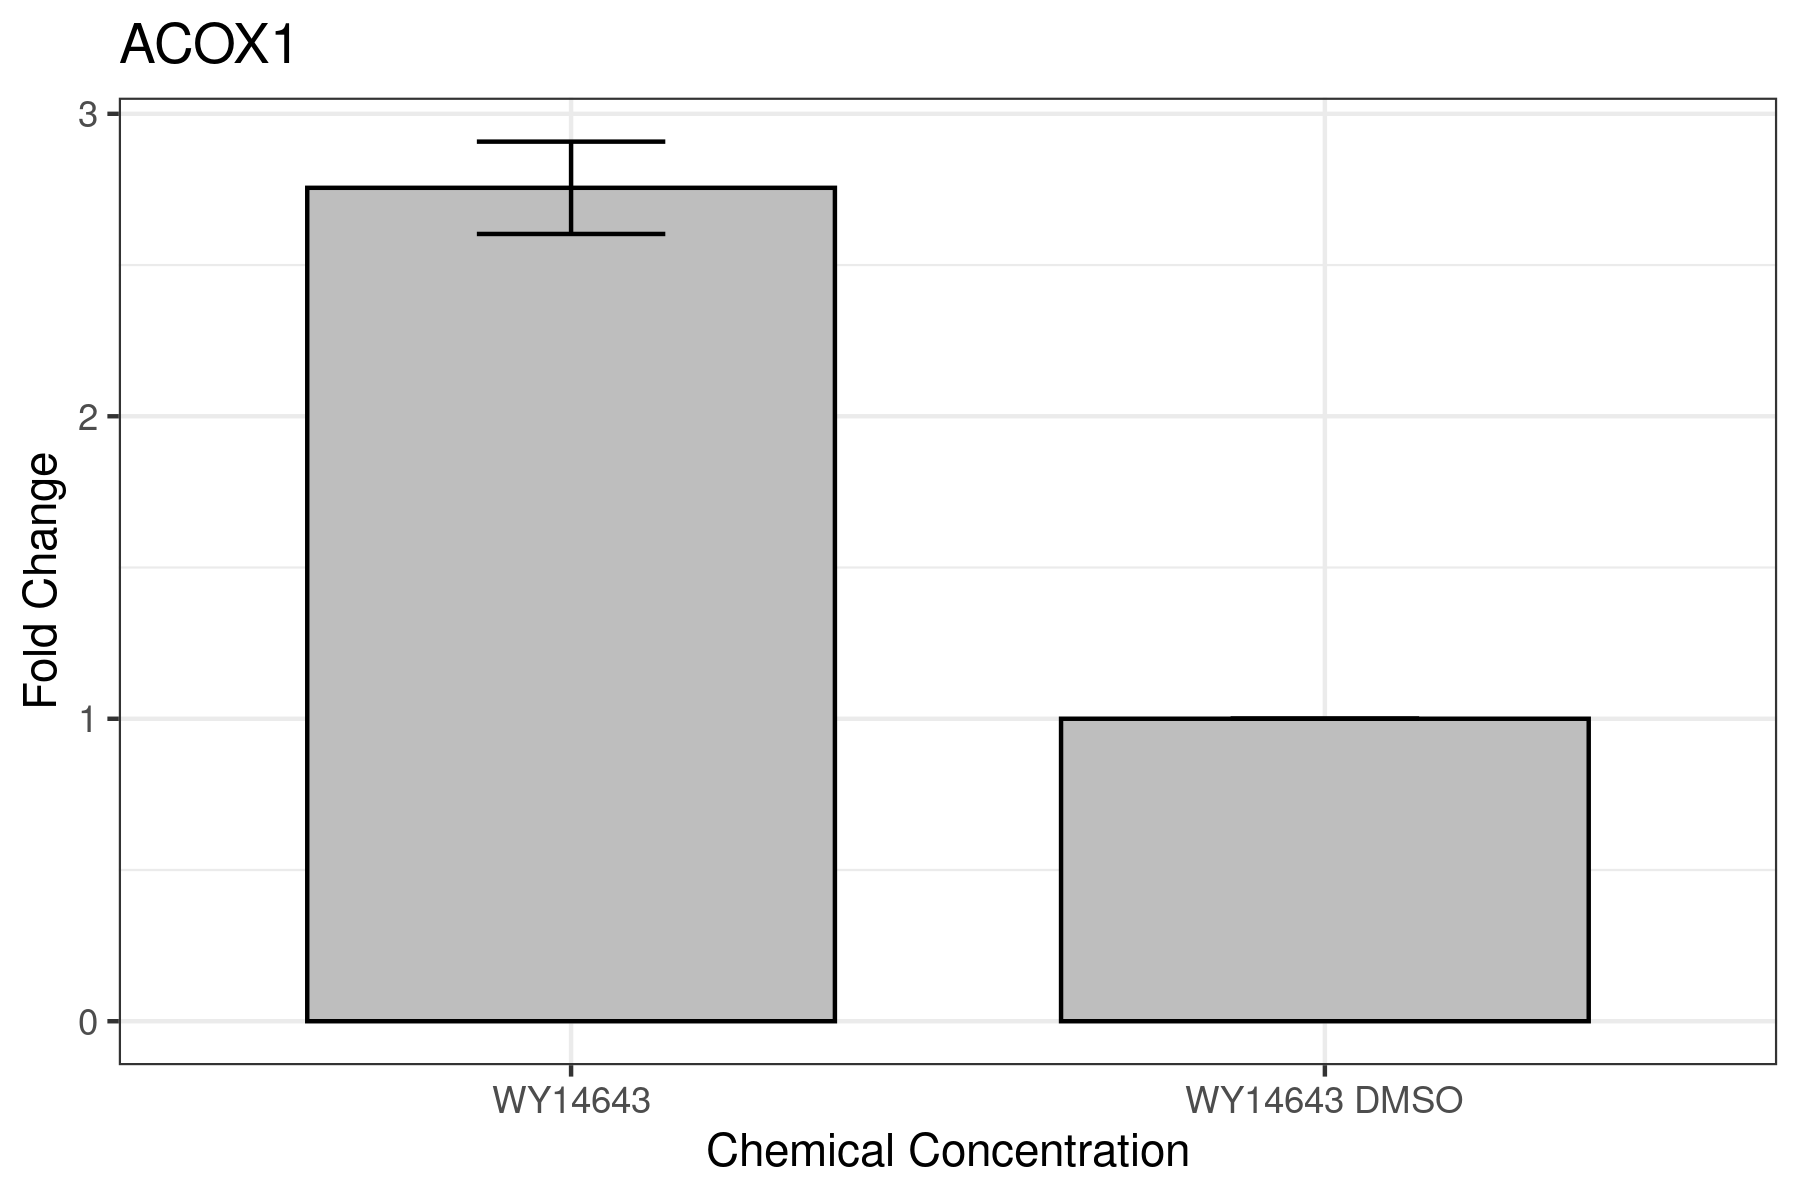 ACOX1
3
2
1
0
Fold Change
WY14643
WY14643 DMSO
Chemical Concentration